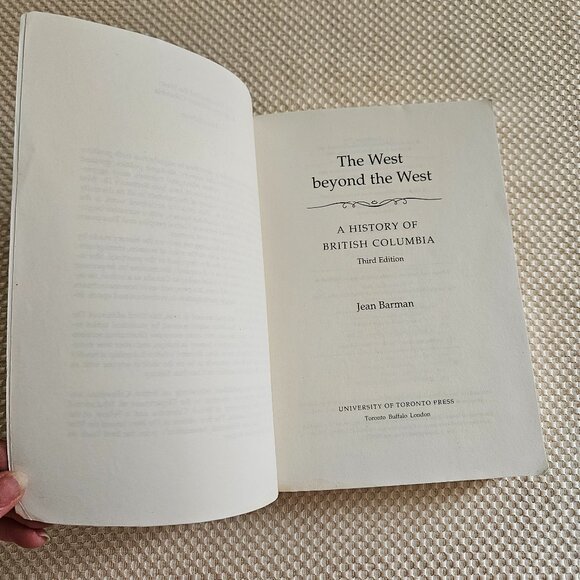 The West
beyond the West
A HISTORY OF
BRITISH COLUMBIA
Third Edition
Jean Barman
UNIVERSITY OF TORONTO PRESS
Toronto Buffalo London